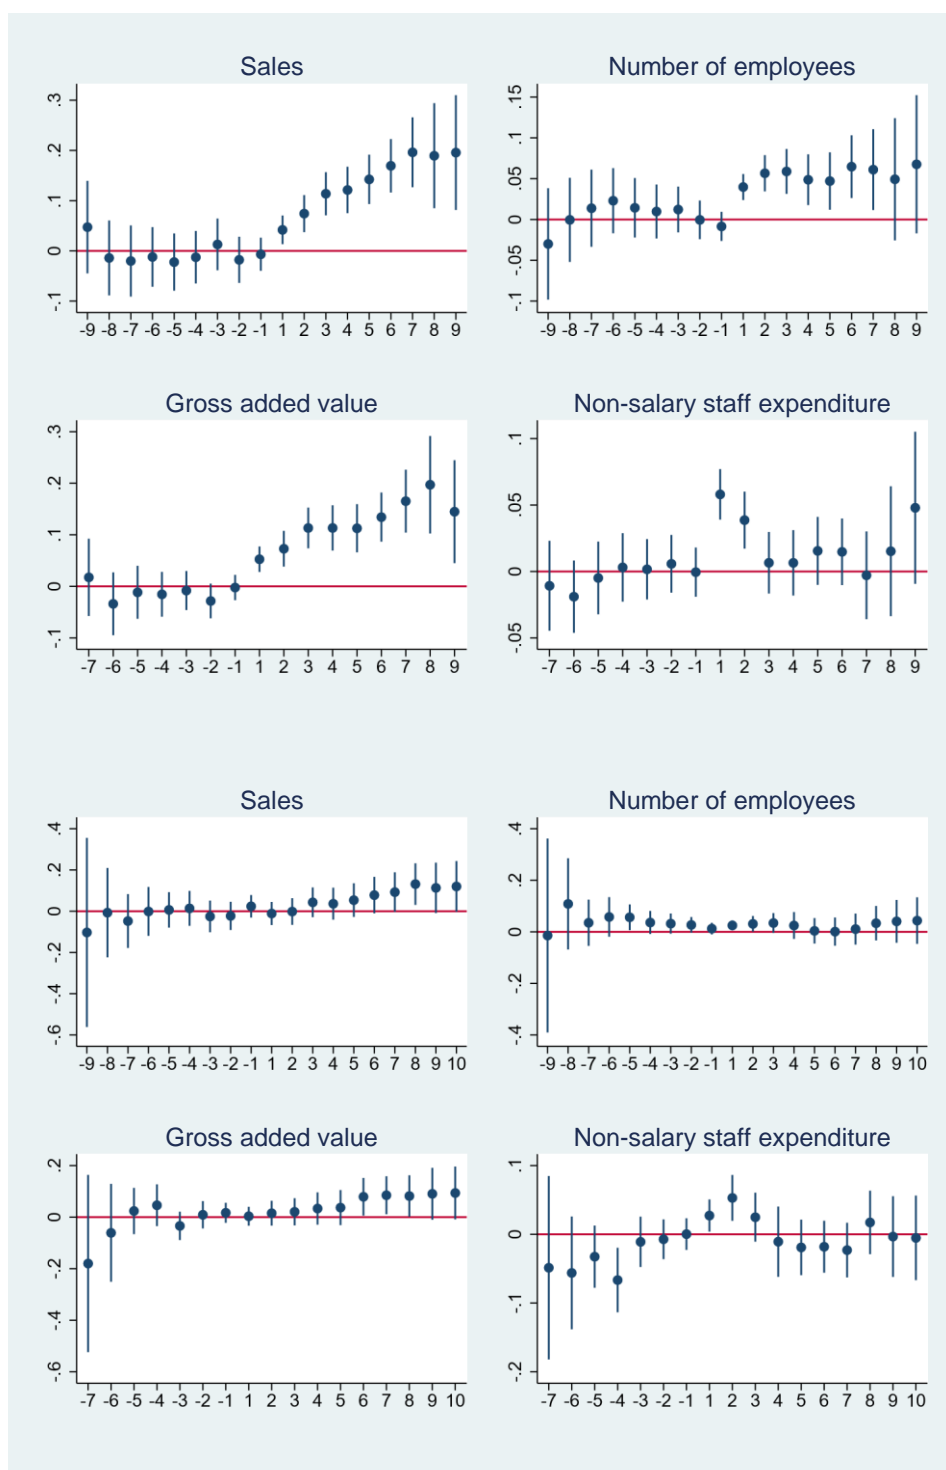 Sales
.3
.2
.1
0
-.1
-9 -8 -7 -6 -5 -4 -3 -2 -1 1 2 3 4 5 6 7 8 9
Number of employees
.15
.1
.05
0
-.05
-.1
-9 -8 -7 -6 -5 -4 -3 -2 -1 1 2 3 4 5 6 7 8 9
Gross added value
.3
.2
.1
0
-.1
-7 -6 -5 -4 -3 -2 -1 1 2 3 4 5 6 7 8 9
Non-salary staff expenditure
.1
.05
0
-.05
-7 -6 -5 -4 -3 -2 -1 1 2 3 4 5 6 7 8 9
Sales
.4
.2
0
-.2
-.4
-.6
-9 -8 -7 -6 -5 -4 -3 -2 -1 1 2 3 4 5 6 7 8 9 10
Number of employees
.4
.2
0
-.2
-.4
-9 -8 -7 -6 -5 -4 -3 -2 -1 1 2 3 4 5 6 7 8 9 10
Gross added value
.2
0
-.2
-.4
-.6
-7 -6 -5 -4 -3 -2 -1 1 2 3 4 5 6 7 8 9 10
Non-salary staff expenditure
.1
0
-.1
-.2
-7 -6 -5 -4 -3 -2 -1 1 2 3 4 5 6 7 8 9 10